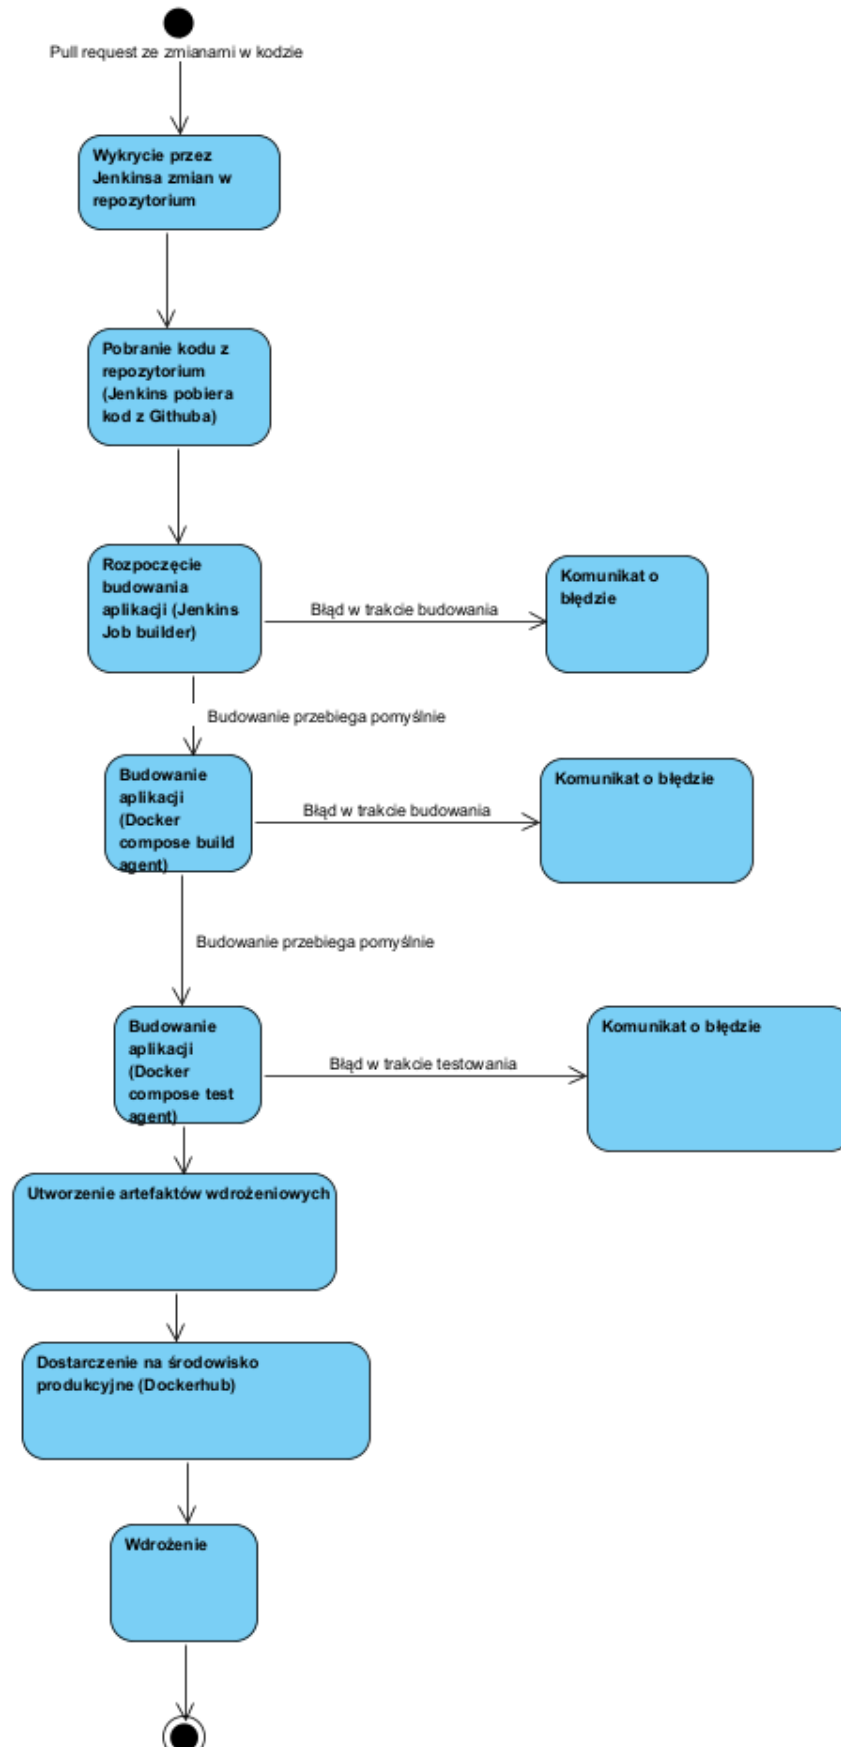 Pull request ze zmianami w kodzie
Wykrycie przez
Jenkinsa zmian w
repozytorium
Pobranie kodu z
repozytorium
(Jenkins pobiera
kod z Githuba)
Rozpoczęcie
budowania
aplikacji (Jenkins
Job builder)
Błąd w trakcie budowania
Komunikat o
błędzie
Budowanie przebiega pomyślnie
Budowanie
aplikacji
(Docker
compose build
agent)
Błąd w trakcie budowania
Komunikat o błędzie
Budowanie przebiega pomyślnie
Budowanie
aplikacji
(Docker
compose test
agent)
Błąd w trakcie testowania
Komunikat o błędzie
Utworzenie artefaktów wdrożeniowych
Dostarczenie na środowisko
produkcyjne (Dockerhub)
Wdrożenie